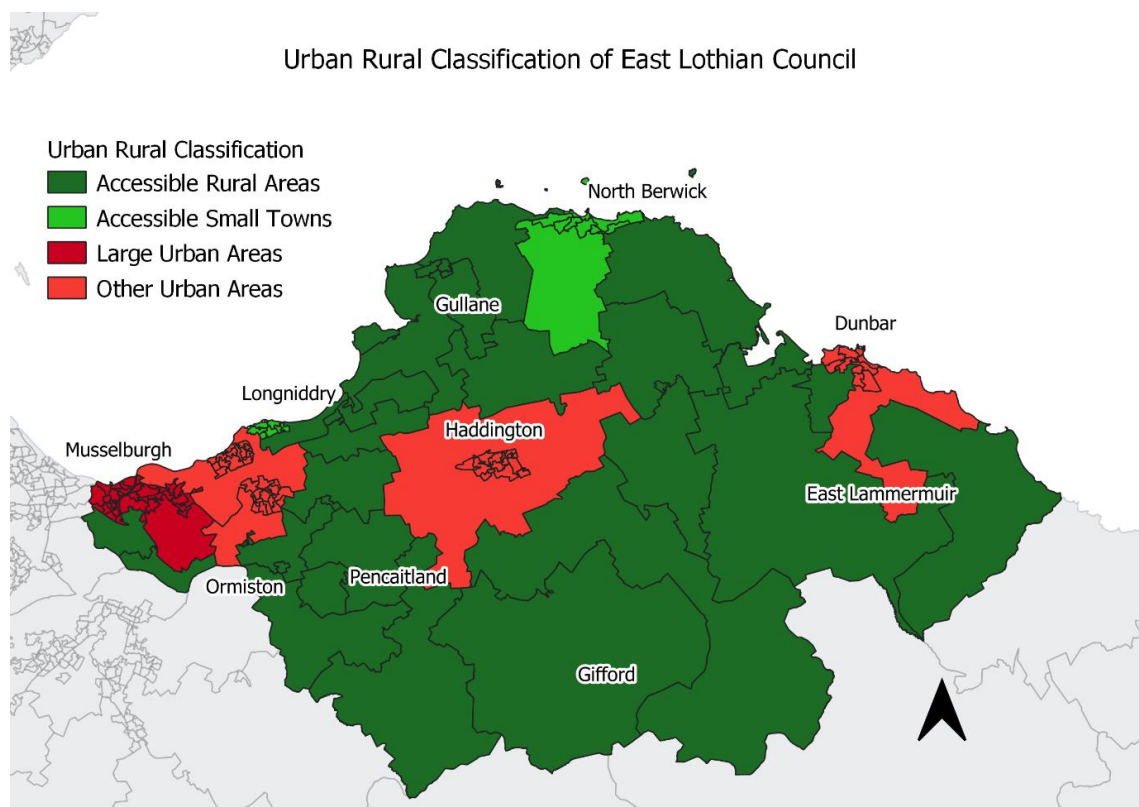 Urban Rural Classification of East Lothian Council
Urban Rural Classification
Accessible Rural Areas
Accessible Small Towns
Large Urban Areas
Other Urban Areas
North Berwick
Gullane
Dunbar
Longniddry
Haddington
Musselburgh
East Lammermuir
Ormiston
Pencaitland
Gifford